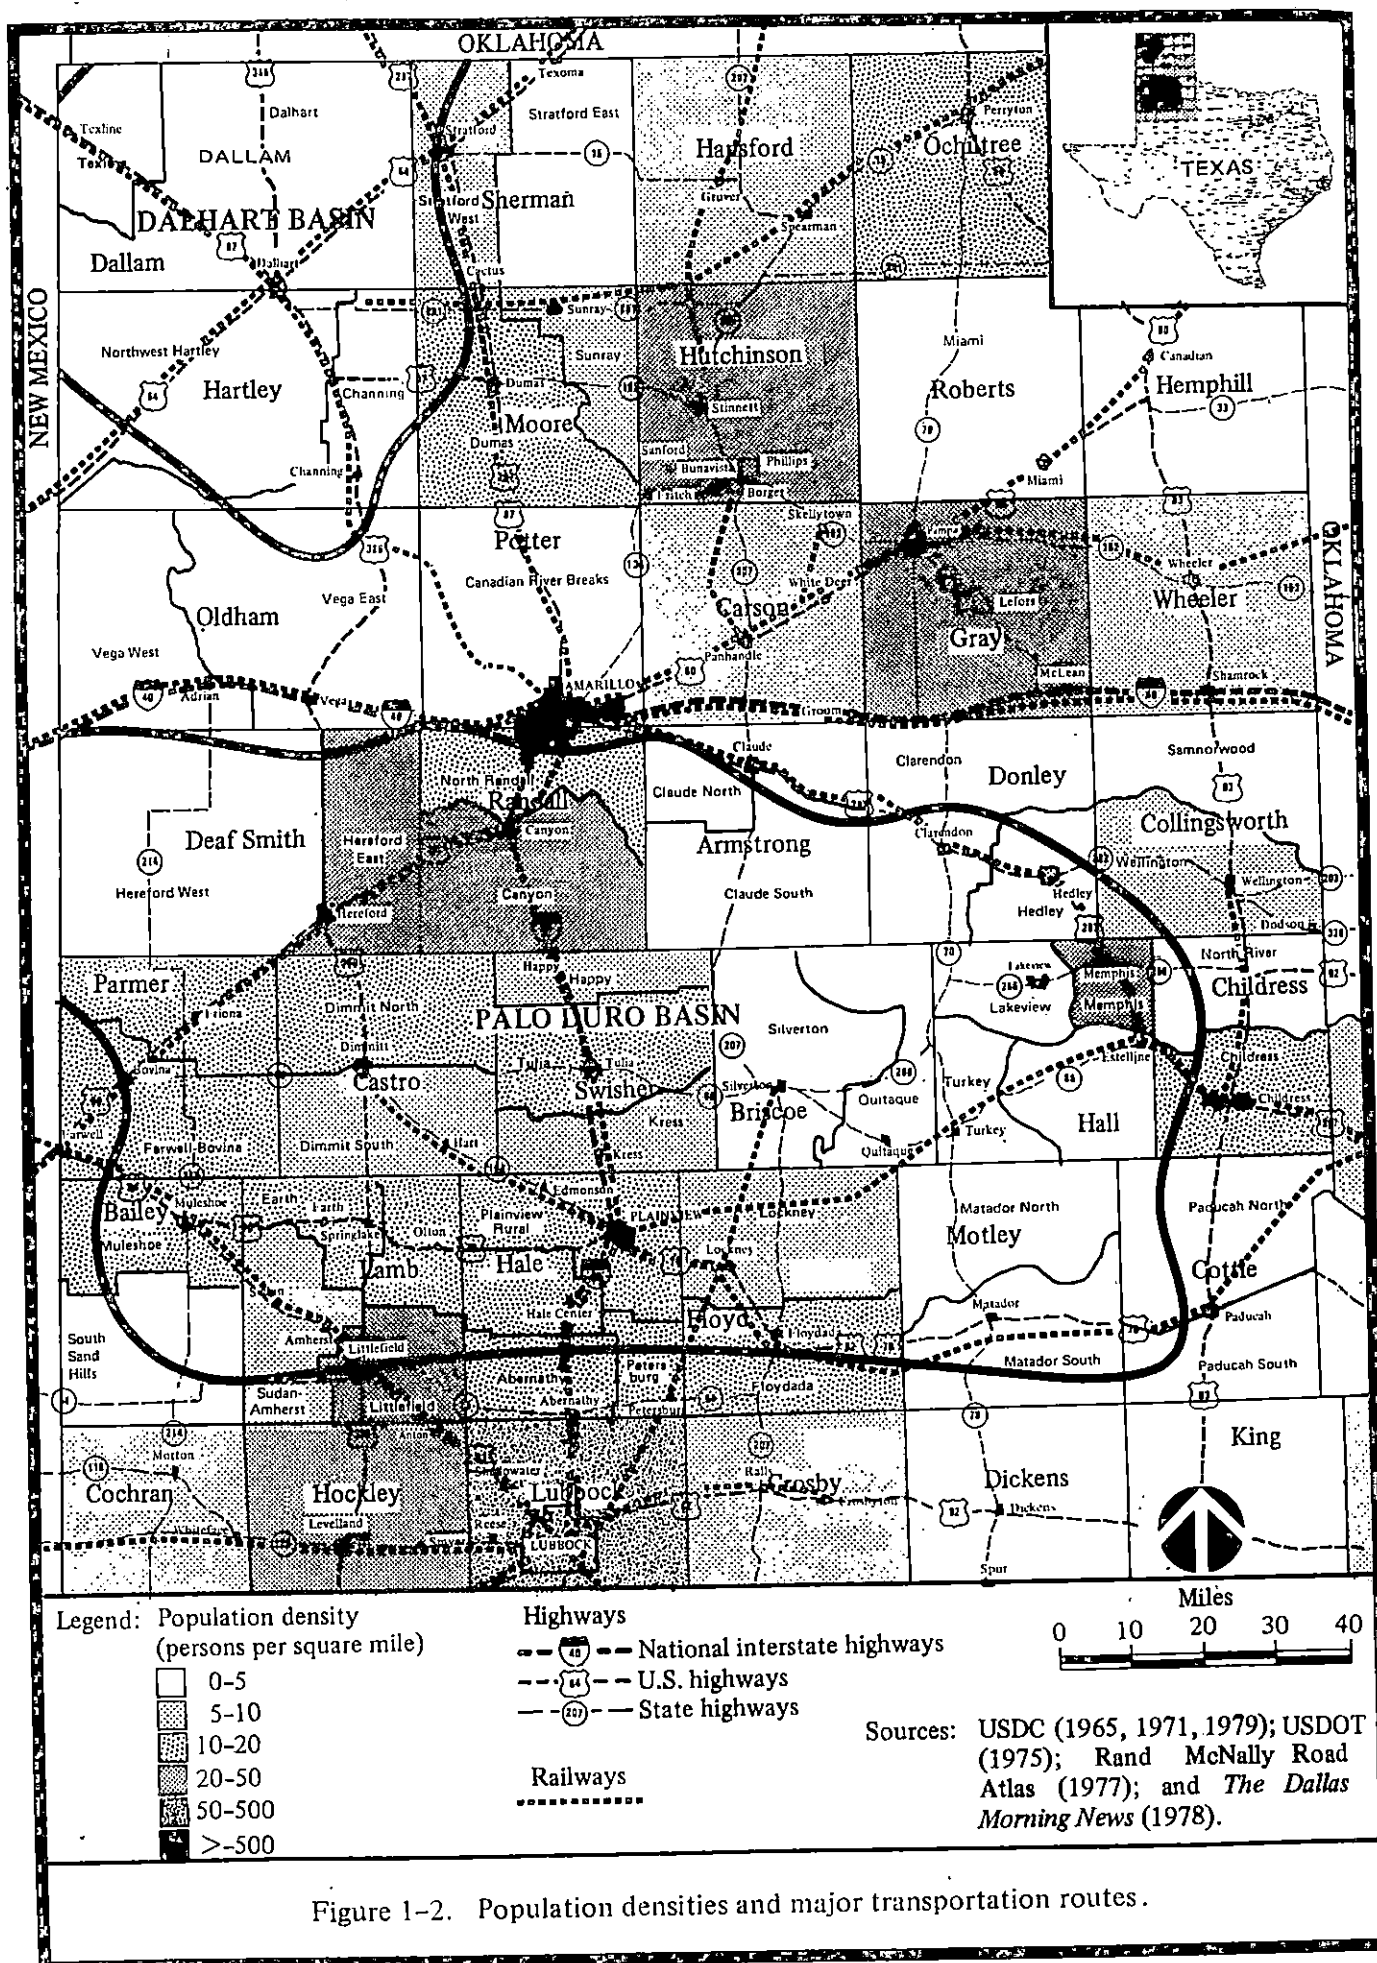 OKLAHOMA
Texoma
Dalhart
Stratford East
Texline
Stratford
Perryton
DALLAM
Hansford
Ochiltree
TEXAS
DALHART BASIN
Stratford West
Sherman
Gruver
Spearman
Dallam
Dalhart
Cactus
NEW MEXICO
Sunray
Sunray
Miami
Northwest Hartley
Hutchinson
Canadian
Hartley
Channing
Dumas
Roberts
Hemphill
Moore
Stinnett
Dumas
Sanford
Channing
Bunavista
Phillips
Fritch
Borger
Miami
Skellytown
Potter
Pampa
Canadian River Breaks
White Deer
Wheeler
Vega East
Carson
Lefors
Wheeler
Oldham
Gray
OKLAHOMA
Vega West
Panhandle
McLean
Shamrock
Adrian
AMARILLO
Vega
Groom
Claude
Clarendon
Samnorwood
North Randall
Claude North
Donley
Randall
Deaf Smith
Hereford East
Canyon
Armstrong
Clarendon
Collingsworth
Wellington
Hereford West
Canyon
Claude South
Hedley
Wellington
Hereford
Hedley
Dodson
Happy
North River
Parmer
Happy
Lakeview
Memphis
Childress
Friona
Dimmit North
Lakeview
Memphis
PALO DURO BASIN
Silverton
Dimmitt
Estelline
Childress
Bovina
Tulia
Tulia
Castro
Swisher
Silverton
Turkey
Childress
Briscoe
Quitaque
Hall
Farwell
Farwell-Bovina
Dimmit South
Hart
Kress
Quitaque
Turkey
Kress
Edmonson
Bailey
Muleshoe
Earth
Earth
Plainview Rural
PLAINVIEW
Lockney
Matador North
Paducah North
Muleshoe
Springlake
Olton
Motley
Lamb
Hale
Lockney
Cottle
Hale Center
Floyd
Matador
Paducah
South Sand Hills
Amherst
Littlefield
Floydada
Abernathy
Petersburg
Matador South
Paducah South
Sudan-Amherst
Littlefield
Abernathy
Floydada
Anton
Morton
King
Cochran
Hockley
Shallowater
Lubbock
Ralls
Crosby
Dickens
Dickens
Whiteface
Levelland
Reese
LUBBOCK
Spur
Legend: Population density
(persons per square mile)
0-5
5-10
10-20
20-50
50-500
>-500
Highways
40 National interstate highways
64 U.S. highways
207 State highways
Railways
Miles
0 10 20 30 40
Sources: USDC (1965, 1971, 1979); USDOT
(1975); Rand McNally Road
Atlas (1977); and The Dallas
Morning News (1978).
Figure 1-2. Population densities and major transportation routes.